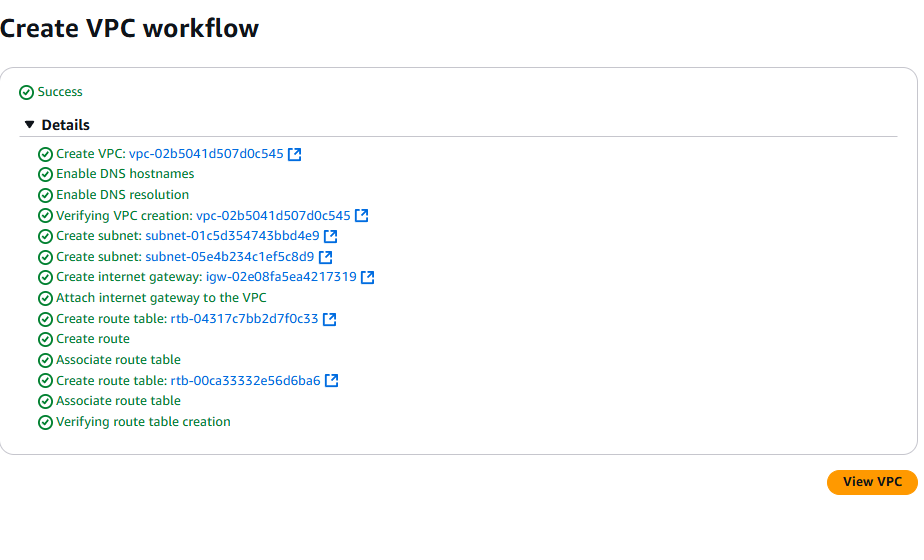 Create VPC workflow
Success
Details
Create VPC: vpc-02b5041d507d0c545
Enable DNS hostnames
Enable DNS resolution
Verifying VPC creation: vpc-02b5041d507d0c545
Create subnet: subnet-01c5d354743bbd4e9
Create subnet: subnet-05e4b234c1ef5c8d9
Create internet gateway: igw-02e08fa5ea4217319
Attach internet gateway to the VPC
Create route table: rtb-04317c7bb2d7f0c33
Create route
Associate route table
Create route table: rtb-00ca33332e56d6ba6
Associate route table
Verifying route table creation
View VPC